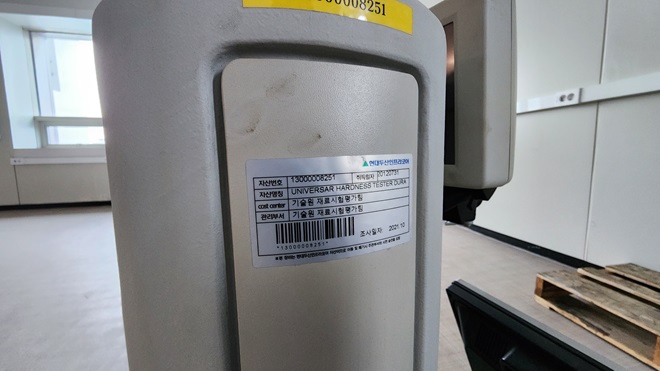 000008251
현대두산인프라코어
자산번호 13000008251 취득일자 20120731
자산명칭 UNIVERSAR HARDNESS TESTER DURA
cost center 기술원 재료시험평가팀
관리부서 기술원 재료시험평가팀
조사일자 2021.10
*13000008251*